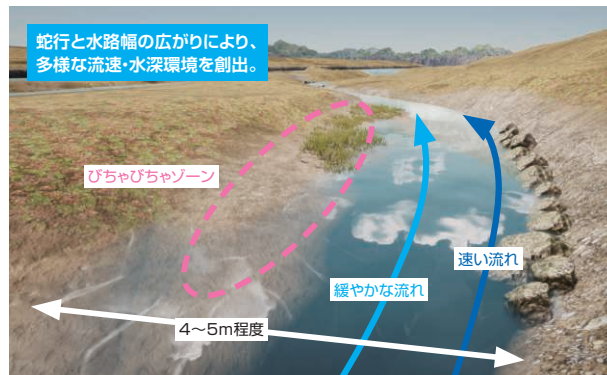 蛇行と水路幅の広がりにより、
多様な流速・水深環境を創出。
びちゃびちゃゾーン
速い流れ
緩やかな流れ
4〜5m程度